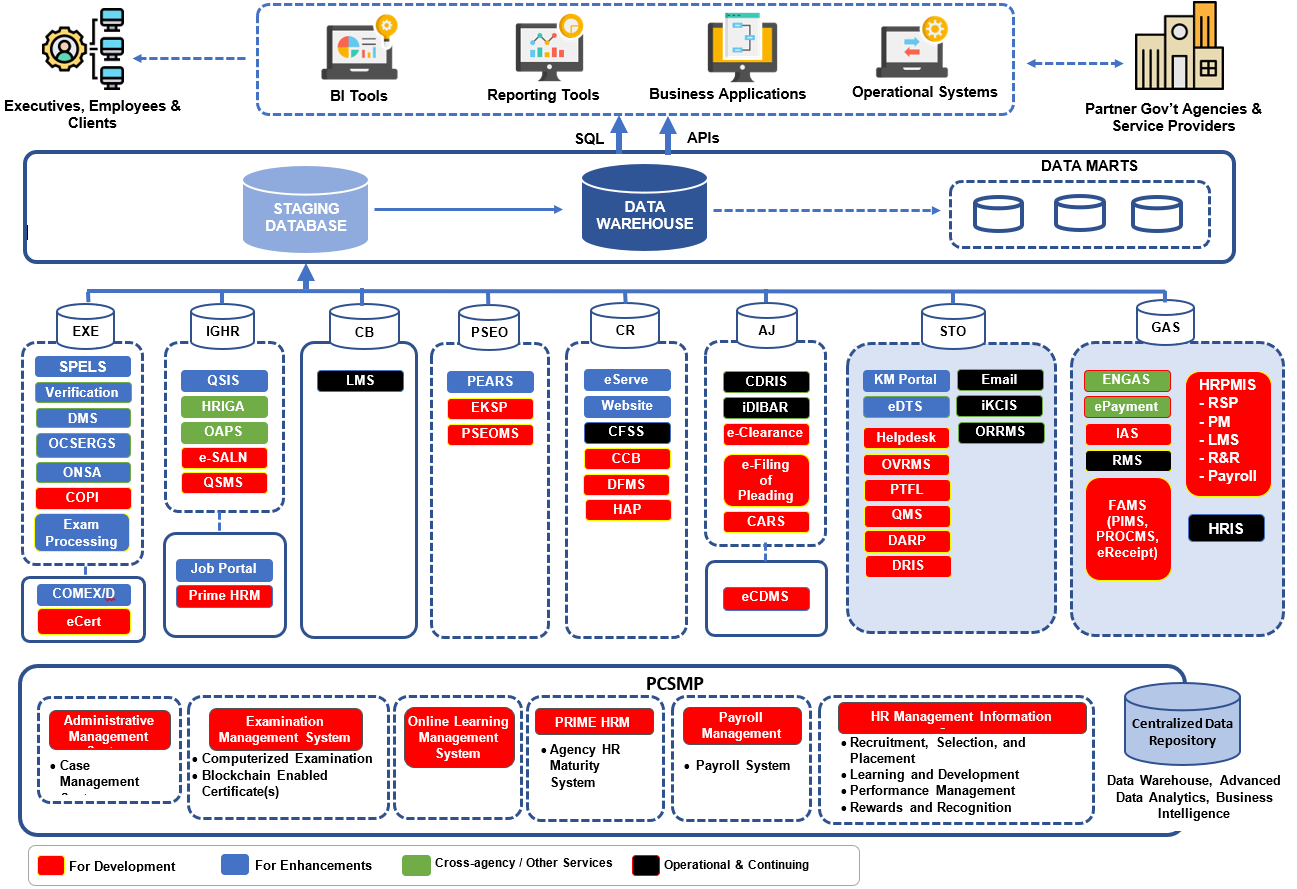 Executives, Employees &
Clients
BI Tools
Reporting Tools
Business Applications
Operational Systems
Partner Gov't Agencies &
Service Providers
SQL
APIs
STAGING
DATABASE
DATA
WAREHOUSE
DATA MARTS
EXE
IGHR
CB
PSEO
CR
AJ
STO
GAS
SPELS
Verification
DMS
OCSERGS
ONSA
COPI
Exam
Processing
COMEX/D
eCert
QSIS
HRIGA
OAPS
e-SALN
QSMS
Job Portal
Prime HRM
LMS
PEARS
EKSP
PSEOMS
eServe
Website
CFSS
CCB
DFMS
HAP
CDRIS
iDIBAR
e-Clearance
e-Filing
of
Pleading
CARS
eCDMS
KM Portal
eDTS
Helpdesk
OVRMS
PTFL
QMS
DARP
DRIS
Email
iKCIS
ORRMS
ENGAS
ePayment
IAS
RMS
FAMS
(PIMS,
PROCMS,
eReceipt)
HRPMIS
- RSP
- PM
- LMS
- R&R
- Payroll
HRIS
PCSMP
Administrative
Management
• Case
Management
Examination
Management System
• Computerized Examination
• Blockchain Enabled
Certificate(s)
Online Learning
Management
System
PRIME HRM
• Agency HR
Maturity
System
Payroll
Management
• Payroll System
HR Management Information
• Recruitment, Selection, and
Placement
• Learning and Development
• Performance Management
• Rewards and Recognition
Centralized Data
Repository
Data Warehouse, Advanced
Data Analytics, Business
Intelligence
For Development
For Enhancements
Cross-agency / Other Services
Operational & Continuing